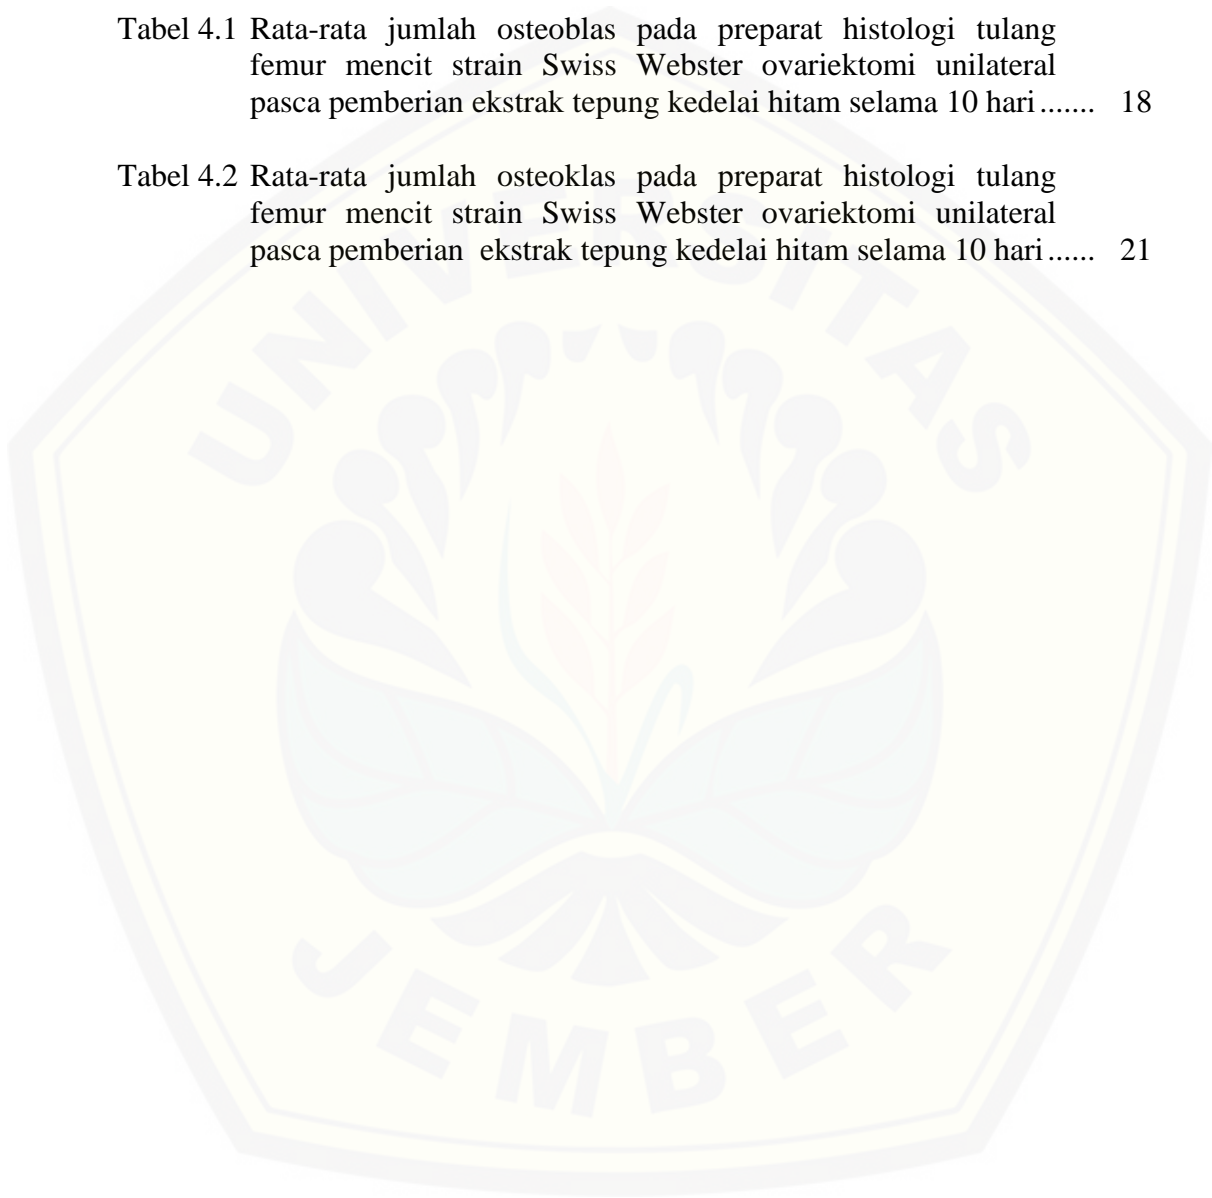 Tabel 4.1 Rata-rata jumlah osteoblas pada preparat histologi tulang
femur mencit strain Swiss Webster ovariektomi unilateral
pasca pemberian ekstrak tepung kedelai hitam selama 10 hari ....... 18
Tabel 4.2 Rata-rata jumlah osteoklas pada preparat histologi tulang
femur mencit strain Swiss Webster ovariektomi unilateral
pasca pemberian ekstrak tepung kedelai hitam selama 10 hari ...... 21
UNIVERSITAS
JEMBER